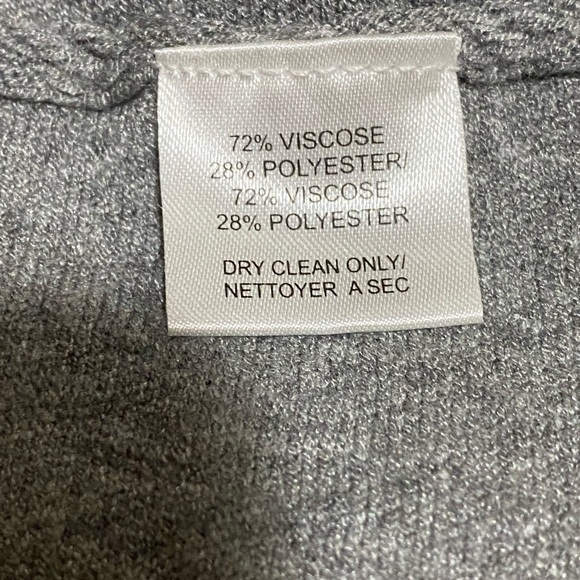 72% VISCOSE
28% POLYESTER/
72% VISCOSE
28% POLYESTER
DRY CLEAN ONLY/
NETTOYER A SEC